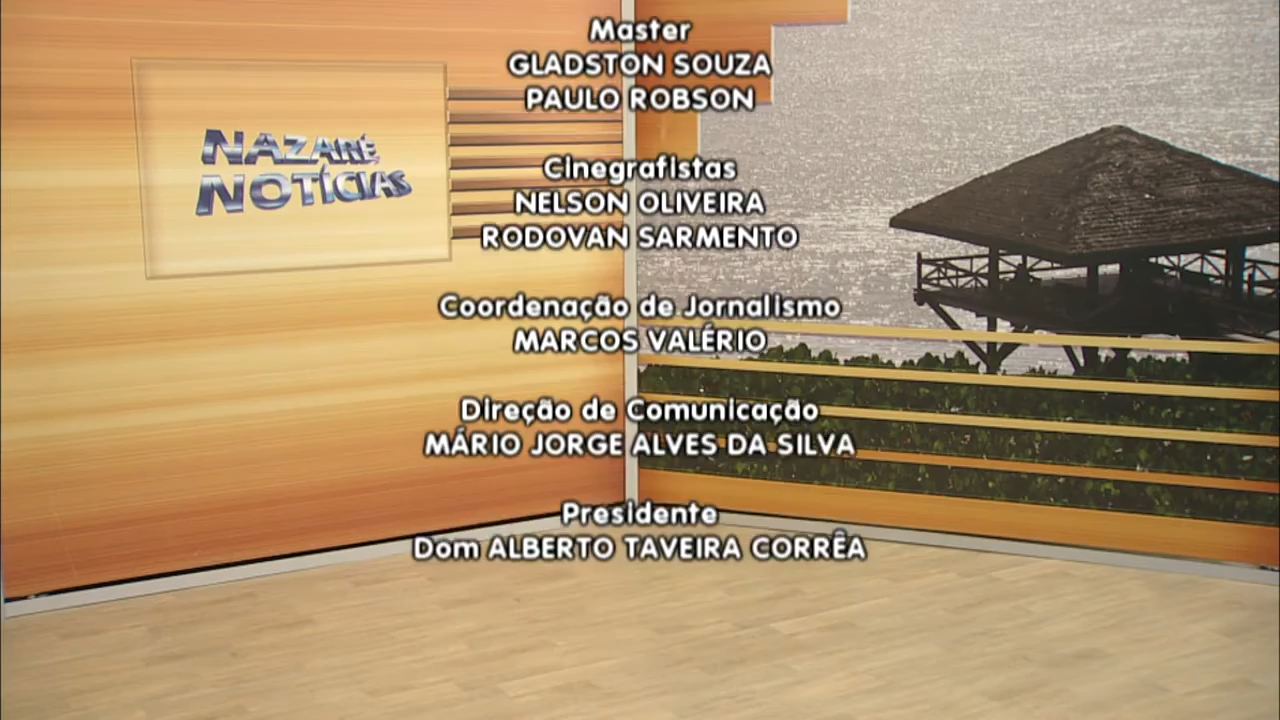 Master
GLADSTON SOUZA
PAULO ROBSON
NAZARÉ
NOTÍCIAS
Cinegrafistas
NELSON OLIVEIRA
RODOVAN SARMENTO
Coordenação de Jornalismo
MARCOS VALÉRIO
Direção de Comunicação
MÁRIO JORGE ALVES DA SILVA
Presidente
Dom ALBERTO TAVEIRA CORRÊA